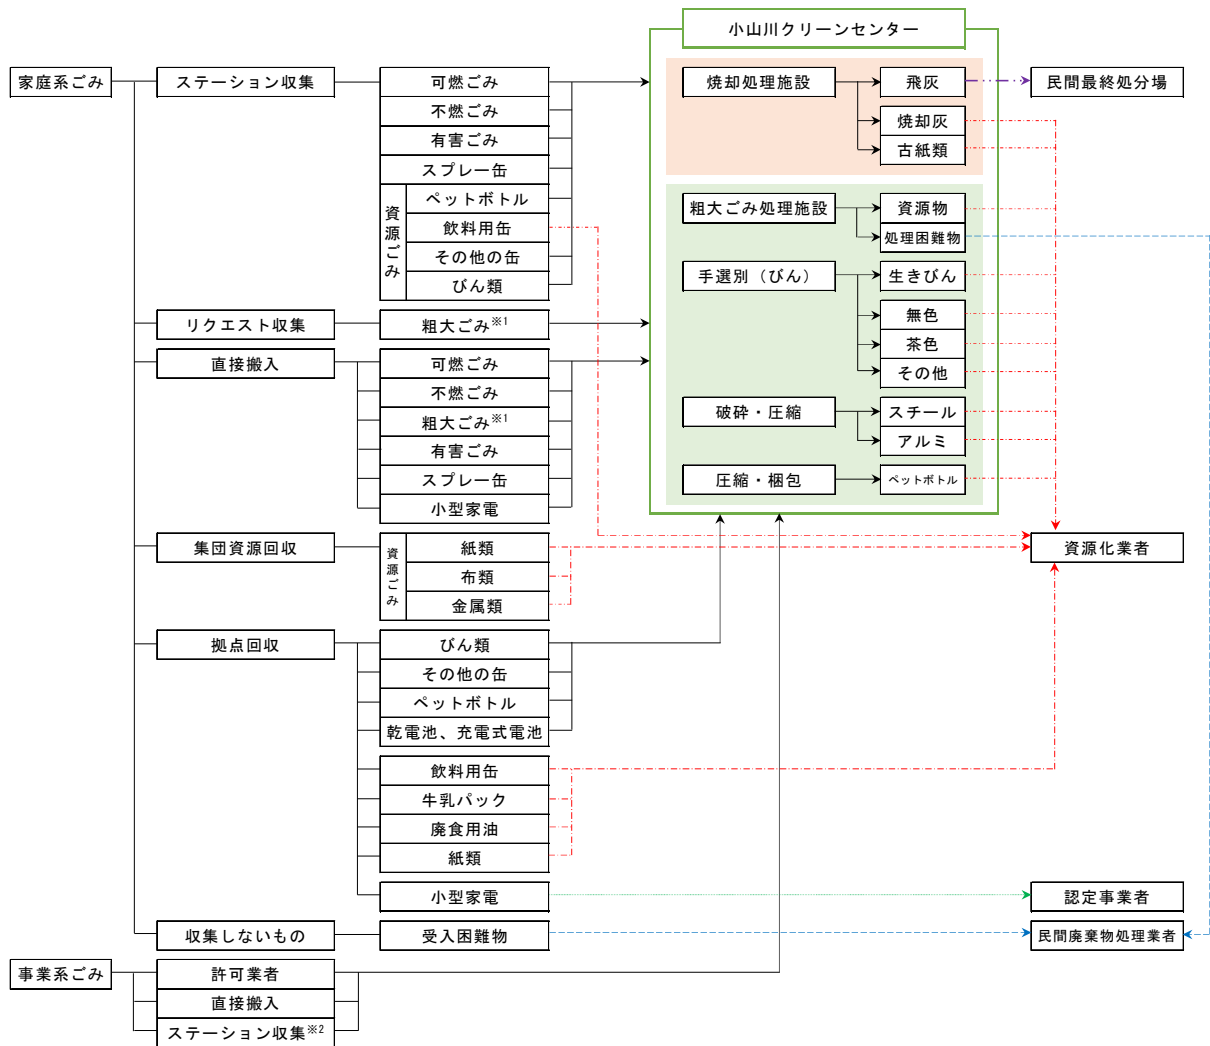 小山川クリーンセンター
家庭系ごみ
ステーション収集
可燃ごみ
不燃ごみ
有害ごみ
スプレー缶
資源ごみ
ペットボトル
飲料用缶
その他の缶
びん類
リクエスト収集
粗大ごみ※1
直接搬入
可燃ごみ
不燃ごみ
粗大ごみ※1
有害ごみ
スプレー缶
小型家電
集団資源回収
資源ごみ
紙類
布類
金属類
拠点回収
びん類
その他の缶
ペットボトル
乾電池、充電式電池
飲料用缶
牛乳パック
廃食用油
紙類
小型家電
収集しないもの
受入困難物
事業系ごみ
許可業者
直接搬入
ステーション収集※2
焼却処理施設
飛灰
焼却灰
古紙類
粗大ごみ処理施設
資源物
処理困難物
手選別（びん）
生きびん
無色
茶色
その他
破砕・圧縮
スチール
アルミ
圧縮・梱包
ペットボトル
民間最終処分場
資源化業者
認定事業者
民間廃棄物処理業者